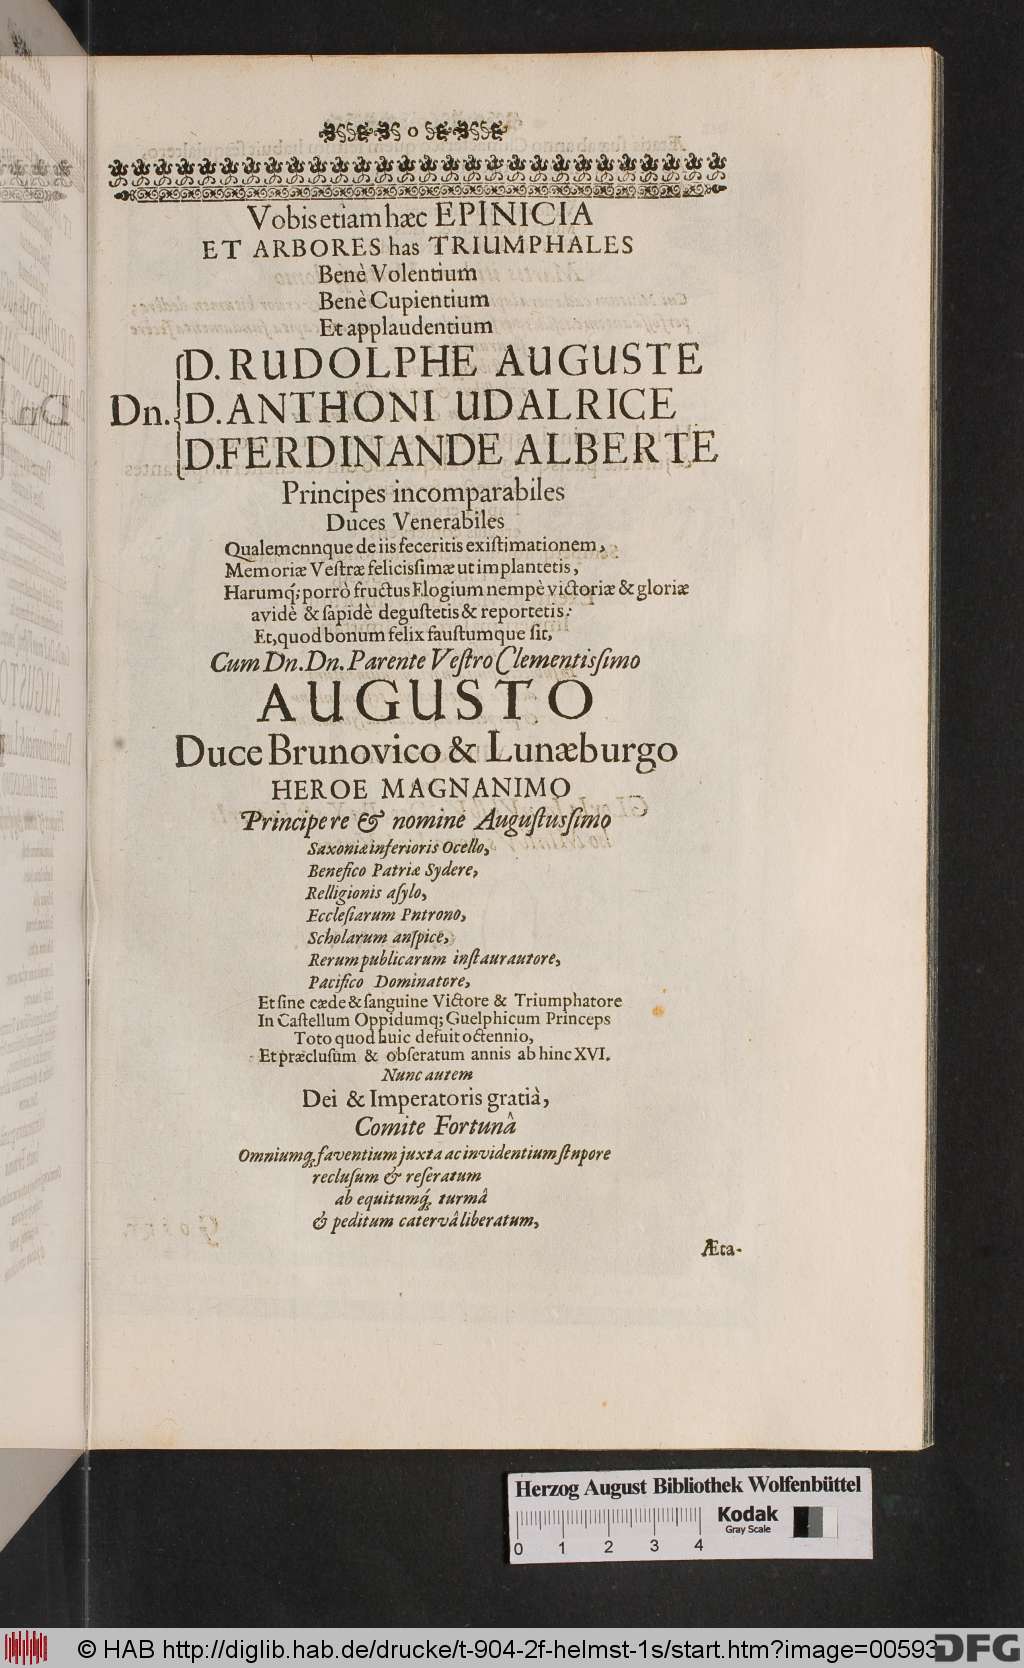 Vobis etiam hæc EPINICIA
ET ARBORES has TRIUMPHALES
Benè Volentium
Benè Cupientium
Et applaudentium
D. RUDOLPHE AUGUSTE
Dn. D. ANTHONI UDALRICE
D. FERDINANDE ALBERTE
Principes incomparabiles
Duces Venerabiles
Qualemcnnque de iis feceritis exiſtimationem,
Memoriæ Veſtræ feliciſſimæ ut implantetis,
Harumq́; porrò fructus Elogium nempè victoriæ & gloriæ
avidè & ſapidè deguſtetis & reportetis:
Et, quod bonum felix fauſtumque ſit,
Cum Dn. Dn. Parente Veſtro Clementiſſimo
AUGUSTO
Duce Brunovico & Lunæburgo
HEROE MAGNANIMO
Principe re & nomine Auguſtusſimo
Saxoniæ inferioris Ocello,
Benefico Patriæ Sydere,
Relligionis aſylo,
Eccleſiarum Pntrono,
Scholarum anſpice,
Rerumpublicarum inſtaurautore,
Pacifico Dominatore,
Et ſine cæde & ſanguine Victore & Triumphatore
In Caſtellum Oppidumq; Guelphicum Princeps
Toto quod huic defuit octennio,
Et præcluſum & obſeratum annis ab hinc XVI.
Nunc autem
Dei & Imperatoris gratiâ,
Comite Fortunâ
Omniumq́; faventium juxta ac invidentium ſtupore
recluſum & reſeratum
ab equitumq́; turmâ
& peditum catervâ liberatum,
Æta-
Herzog August Bibliothek Wolfenbüttel
Kodak
Gray Scale
0 1 2 3 4
© HAB http://diglib.hab.de/drucke/t-904-2f-helmst-1s/start.htm?image=00593
DFG